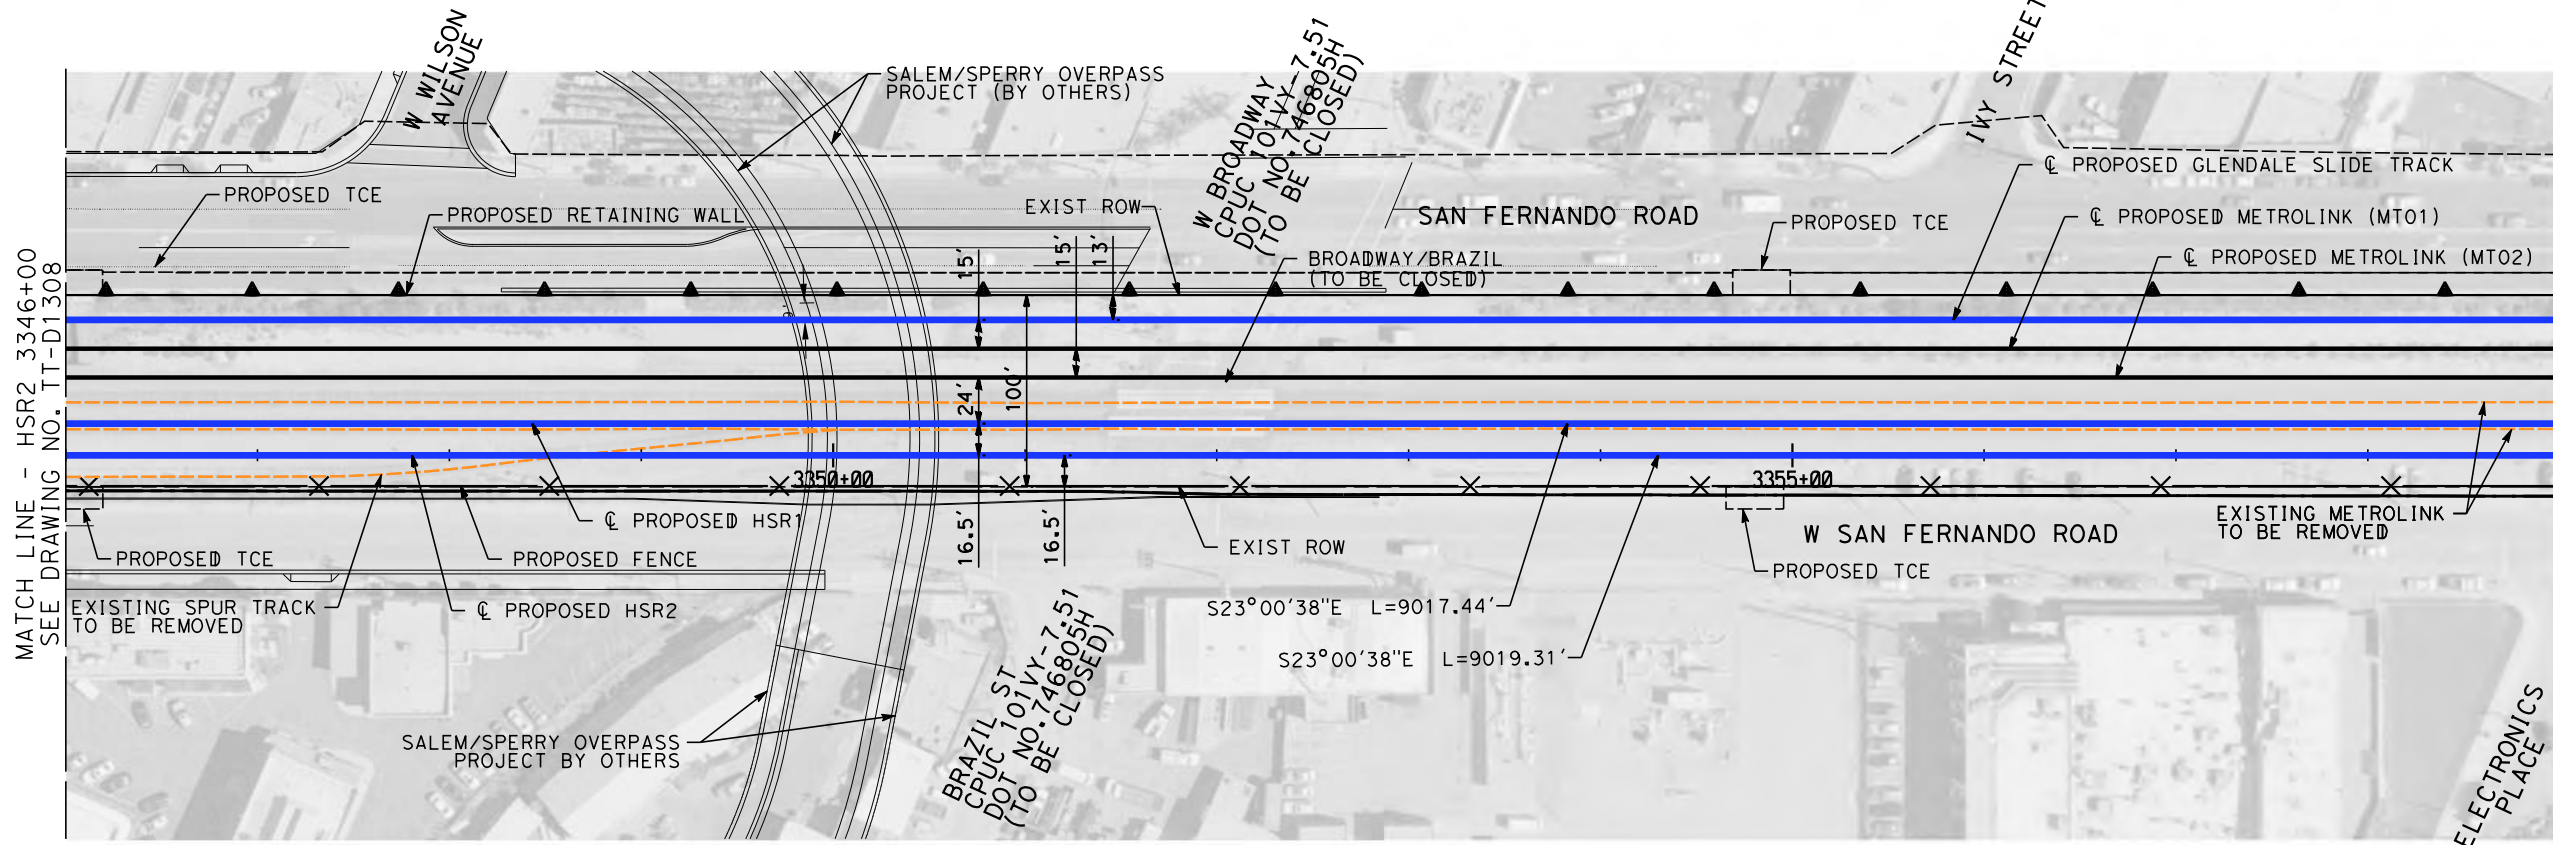 MATCH LINE - HSR2 3346+00
SEE DRAWING NO. TT-D1308
W WILSON
AVENUE
SALEM/SPERRY OVERPASS
PROJECT (BY OTHERS)
W BROADWAY
CPUC 101VY-7.51
DOT NO.746805H
(TO BE CLOSED)
IVY STREET
℄ PROPOSED GLENDALE SLIDE TRACK
PROPOSED TCE
PROPOSED RETAINING WALL
EXIST ROW
SAN FERNANDO ROAD
PROPOSED TCE
℄ PROPOSED METROLINK (MT01)
℄ PROPOSED METROLINK (MT02)
BROADWAY/BRAZIL
(TO BE CLOSED)
15'
15'
13'
24'
100'
3350+00
3355+00
16.5'
16.5'
℄ PROPOSED HSR1
PROPOSED TCE
PROPOSED FENCE
EXIST ROW
W SAN FERNANDO ROAD
EXISTING METROLINK
TO BE REMOVED
PROPOSED TCE
EXISTING SPUR TRACK
TO BE REMOVED
℄ PROPOSED HSR2
S23°00'38"E L=9017.44'
S23°00'38"E L=9019.31'
BRAZIL ST
CPUC 101VY-7.51
DOT NO.746805H
(TO BE CLOSED)
SALEM/SPERRY OVERPASS
PROJECT BY OTHERS
ELECTRONICS
PLACE